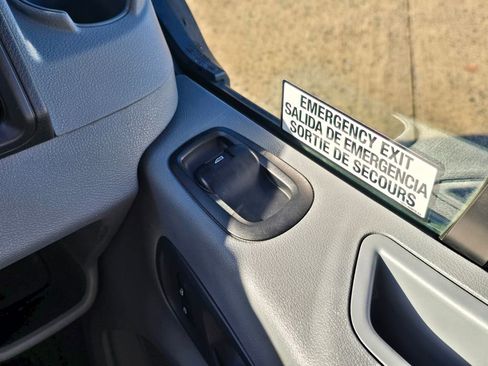 EMERGENCY EXIT
SALIDA DE EMERGENCIA
SORTIE DE SECOURS